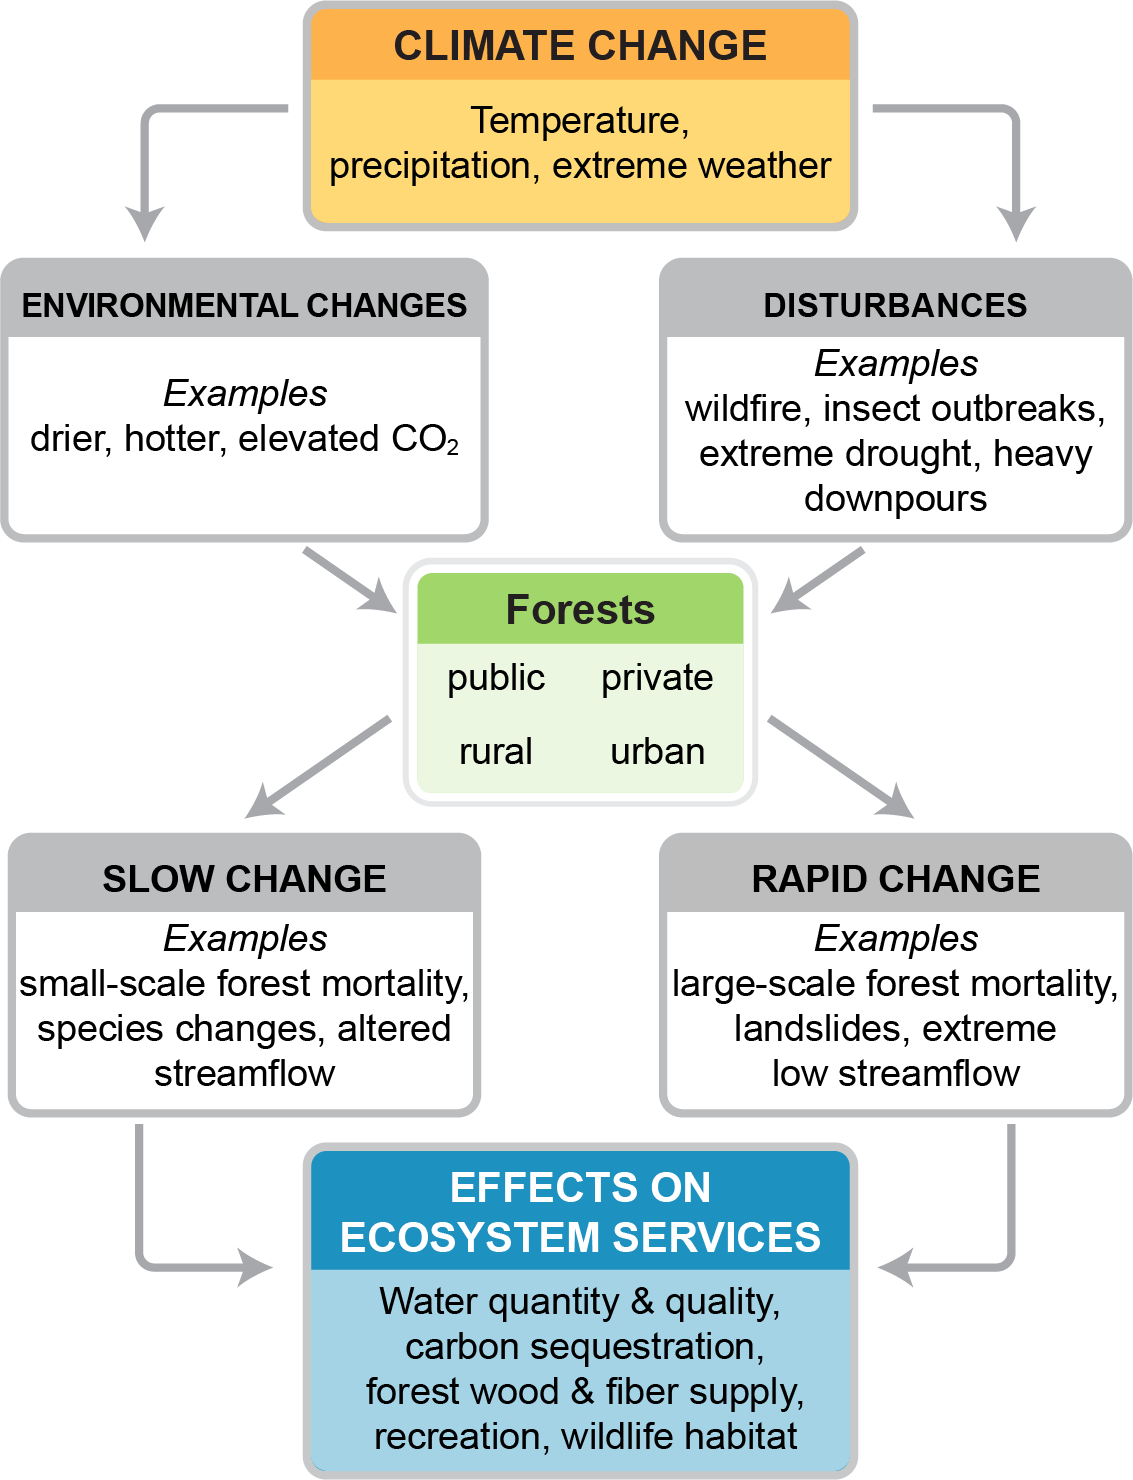 CLIMATE CHANGE
Temperature,
precipitation, extreme weather
ENVIRONMENTAL CHANGES
Examples
drier, hotter, elevated CO₂
DISTURBANCES
Examples
wildfire, insect outbreaks,
extreme drought, heavy
downpours
Forests
public private
rural urban
SLOW CHANGE
Examples
small-scale forest mortality,
species changes, altered
streamflow
RAPID CHANGE
Examples
large-scale forest mortality,
landslides, extreme
low streamflow
EFFECTS ON
ECOSYSTEM SERVICES
Water quantity & quality,
carbon sequestration,
forest wood & fiber supply,
recreation, wildlife habitat